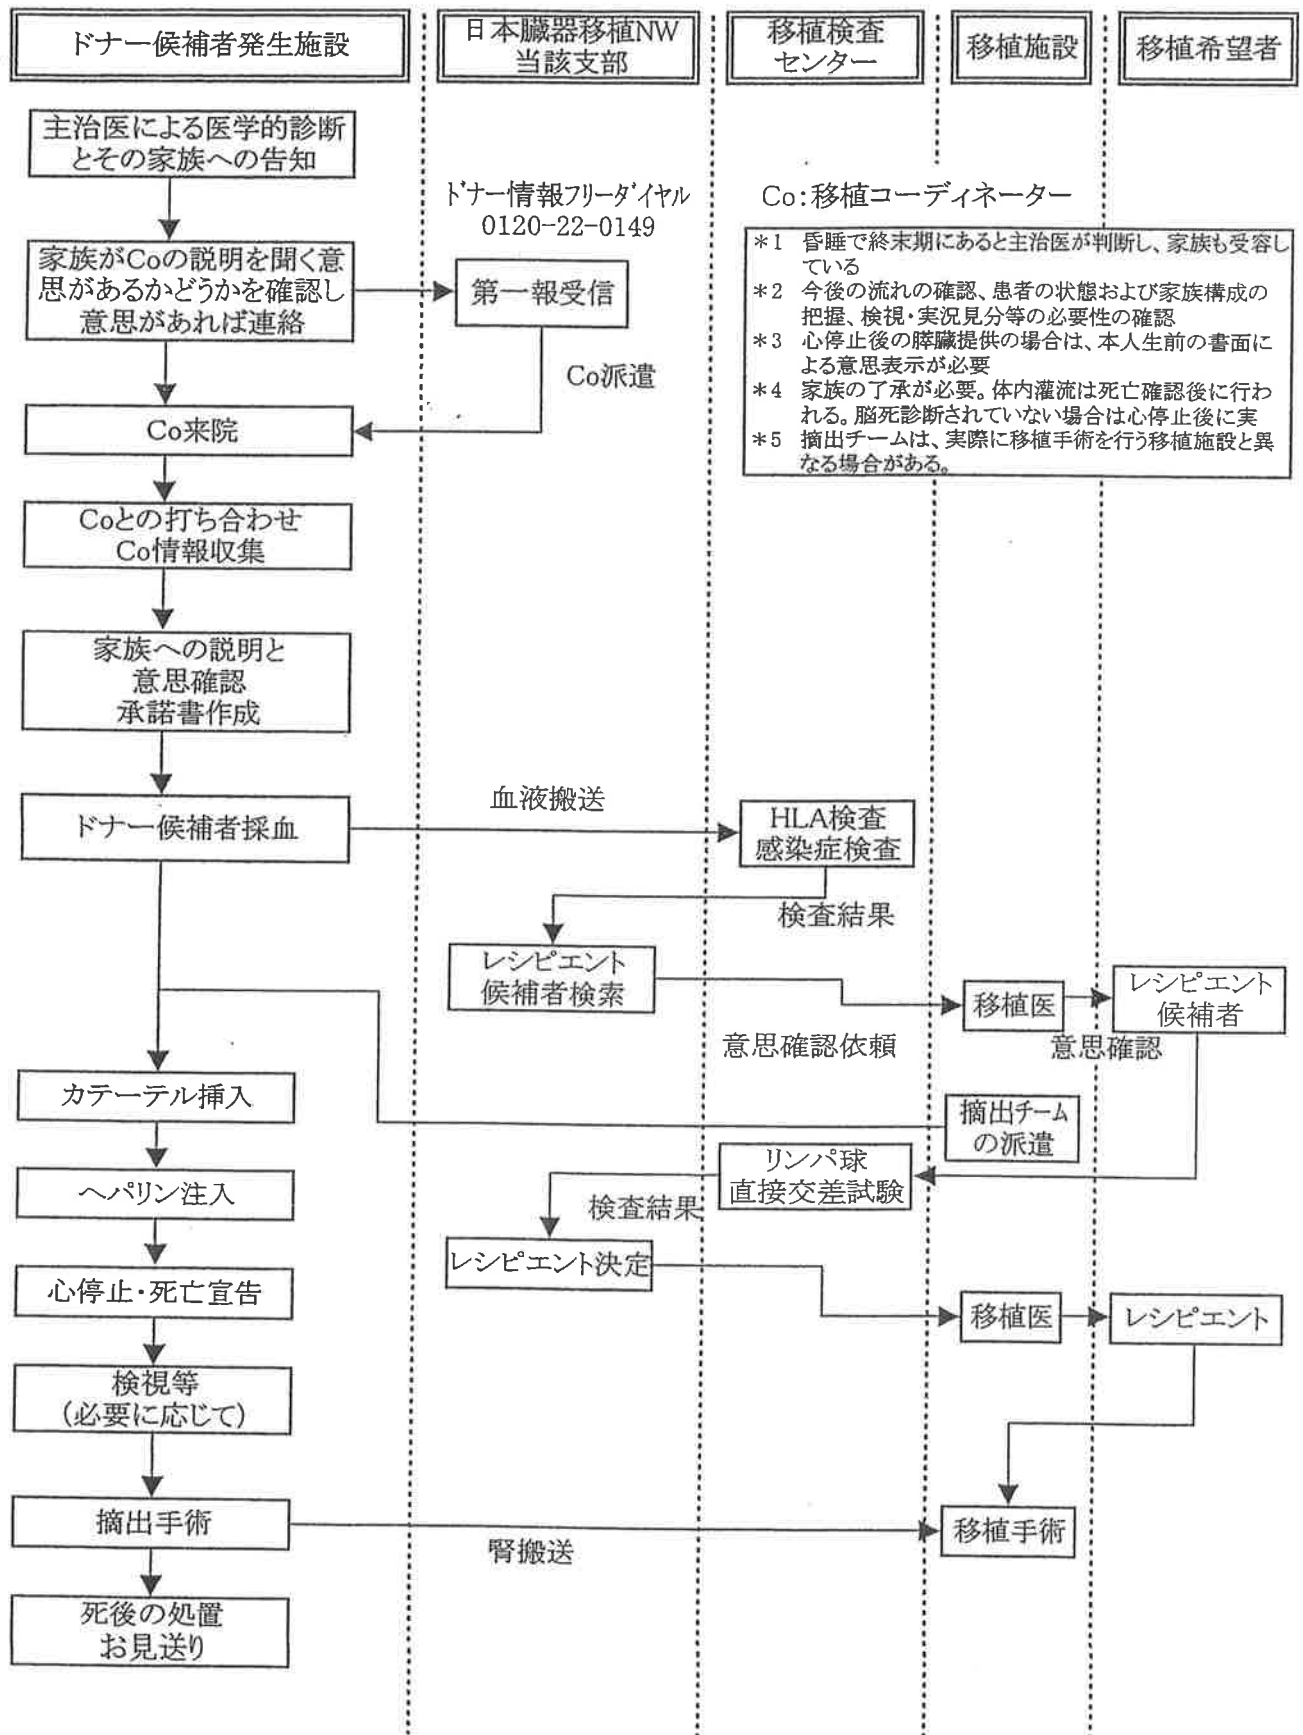 ドナー候補者発生施設
日本臓器移植NW
当該支部
移植検査
センター
移植施設
移植希望者
主治医による医学的診断
とその家族への告知
ドナー情報フリーダイヤル
0120-22-0149
Co:移植コーディネーター
*1 昏睡で終末期にあると主治医が判断し、家族も受容し
ている
*2 今後の流れの確認、患者の状態および家族構成の
把握、検視・実況見分等の必要性の確認
*3 心停止後の膵臓提供の場合は、本人生前の書面に
よる意思表示が必要
*4 家族の了承が必要。体内灌流は死亡確認後に行わ
れる。脳死診断されていない場合は心停止後に実
*5 摘出チームは、実際に移植手術を行う移植施設と異
なる場合がある。
家族がCoの説明を聞く意
思があるかどうかを確認し
意思があれば連絡
第一報受信
Co派遣
Co来院
Coとの打ち合わせ
Co情報収集
家族への説明と
意思確認
承諾書作成
ドナー候補者採血
血液搬送
HLA検査
感染症検査
検査結果
レシピエント
候補者検索
意思確認依頼
移植医
意思確認
レシピエント
候補者
カテーテル挿入
摘出チーム
の派遣
リンパ球
直接交差試験
検査結果
ヘパリン注入
レシピエント決定
心停止・死亡宣告
移植医
レシピエント
検視等
(必要に応じて)
摘出手術
腎搬送
移植手術
死後の処置
お見送り